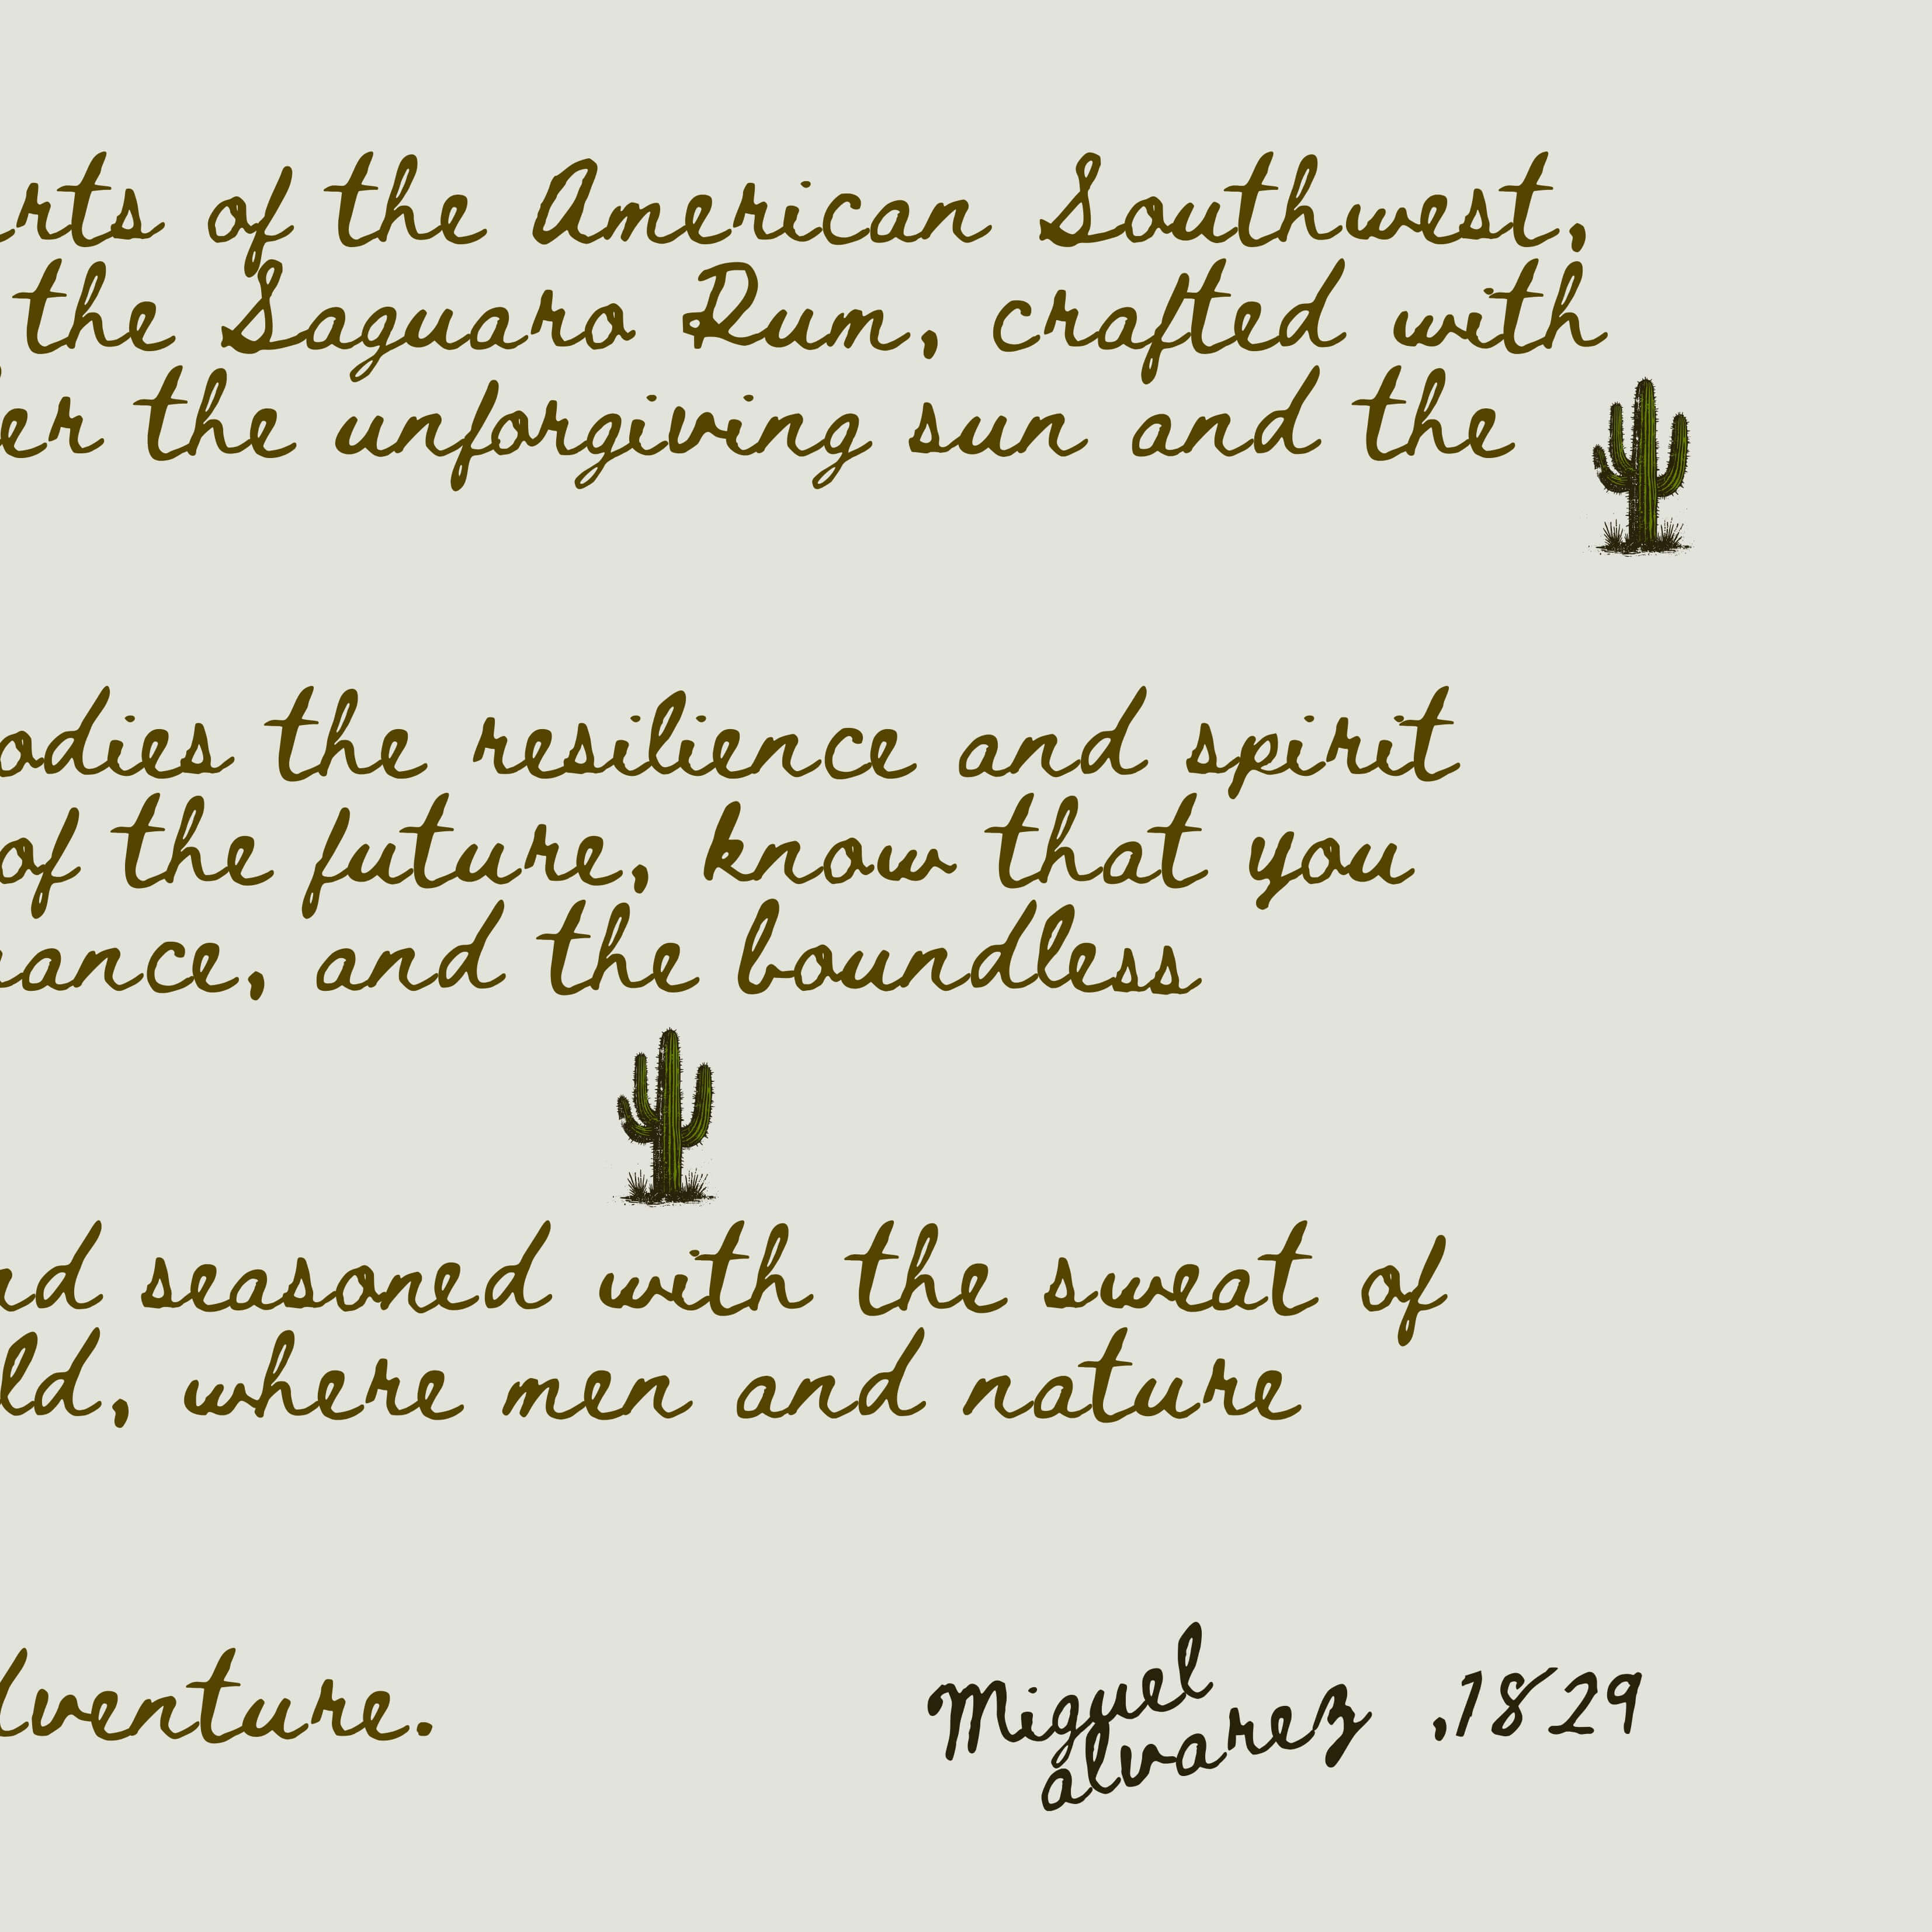 rts of the American Southwest,
the Saguaro Rum, crafted with
er the unforgiving sun and the
odies the resilience and spirit
of the future, know that you
ance, and the boundless
nd seasoned with the sweat of
ld, where men and nature
venture.
Miguel
alvarez ,1829